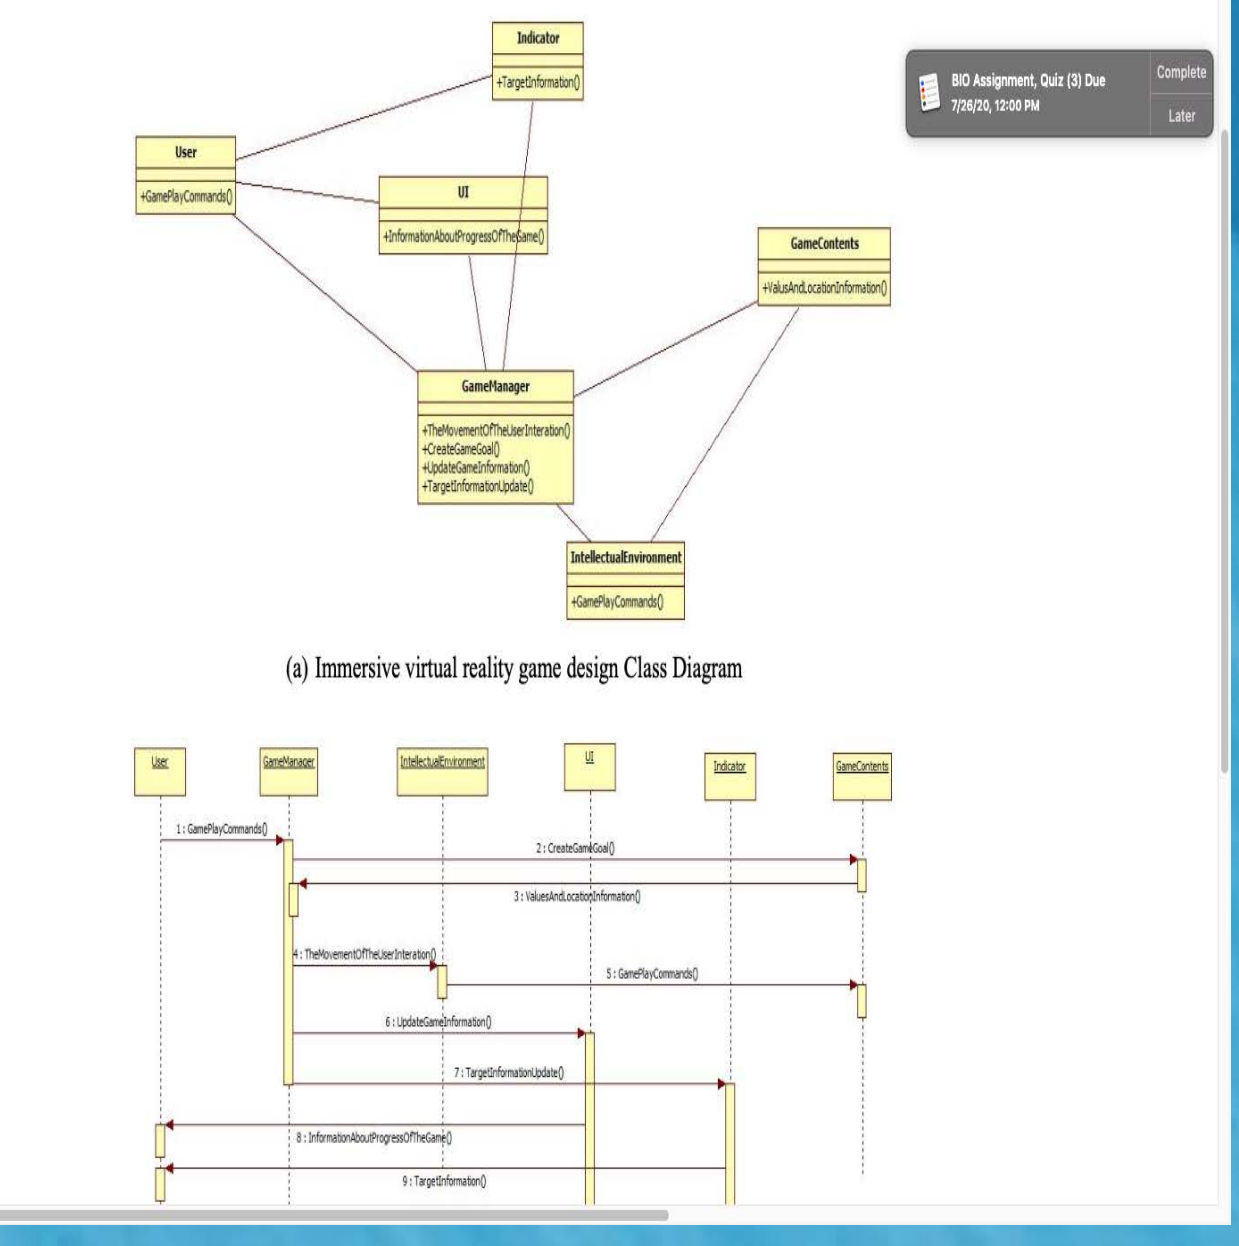 Indicator
+TargetInformation()
BIO Assignment, Quiz (3) Due
7/26/20, 12:00 PM
Complete
Later
User
+GamePlayCommands()
UI
+InformationAboutProgressOfTheGame()
GameContents
+ValusAndLocationInformation()
GameManager
+TheMovementOfTheUserInteration()
+CreateGameGoal()
+UpdateGameInformation()
+TargetInformationUpdate()
IntellectualEnvironment
+GamePlayCommands()
(a) Immersive virtual reality game design Class Diagram
User
GameManager
IntellectualEnvironment
UI
Indicator
GameContents
1 : GamePlayCommands()
2 : CreateGameGoal()
3 : ValuesAndLocationInformation()
4 : TheMovementOfTheUserInteration()
5 : GamePlayCommands()
6 : UpdateGameInformation()
7 : TargetInformationUpdate()
8 : InformationAboutProgressOfTheGame()
9 : TargetInformation()